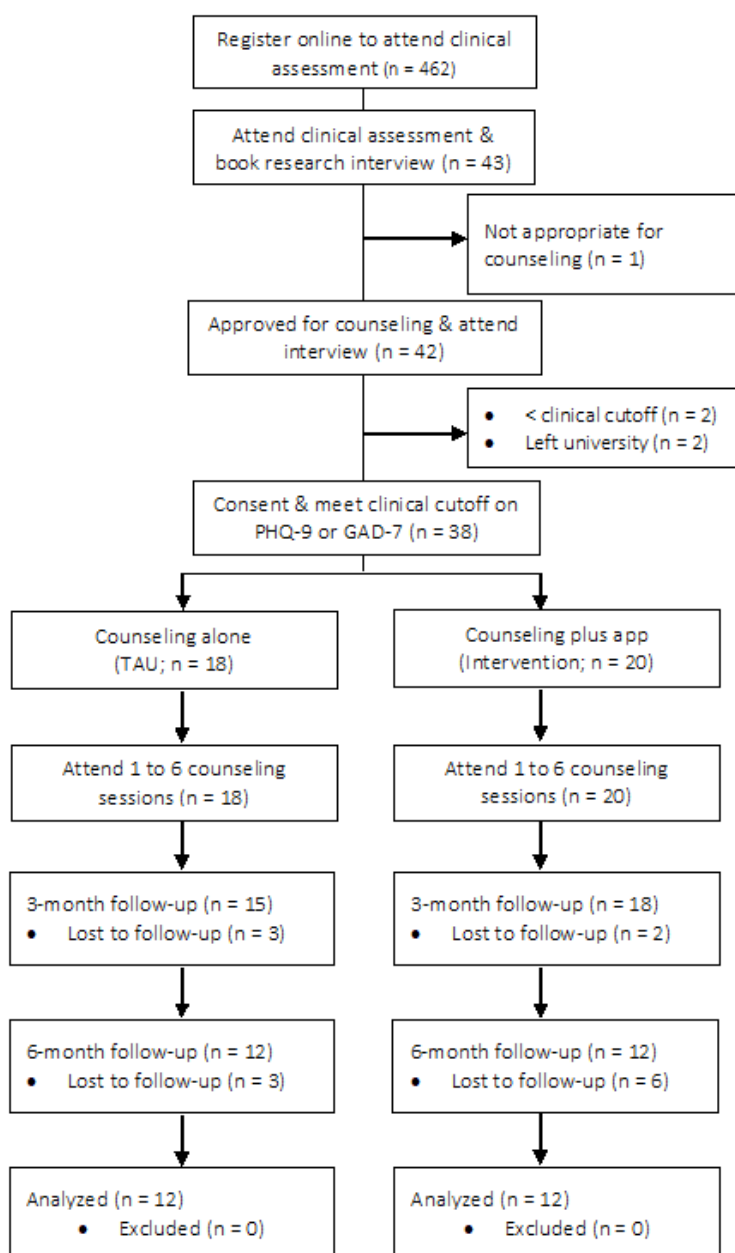 Register online to attend clinical
assessment (n = 462)
Attend clinical assessment &
book research interview (n = 43)
Not appropriate for
counseling (n = 1)
Approved for counseling & attend
interview (n = 42)
• < clinical cutoff (n = 2)
• Left university (n = 2)
Consent & meet clinical cutoff on
PHQ-9 or GAD-7 (n = 38)
Counseling alone
(TAU; n = 18)
Counseling plus app
(Intervention; n = 20)
Attend 1 to 6 counseling
sessions (n = 18)
Attend 1 to 6 counseling
sessions (n = 20)
3-month follow-up (n = 15)
• Lost to follow-up (n = 3)
3-month follow-up (n = 18)
• Lost to follow-up (n = 2)
6-month follow-up (n = 12)
• Lost to follow-up (n = 3)
6-month follow-up (n = 12)
• Lost to follow-up (n = 6)
Analyzed (n = 12)
• Excluded (n = 0)
Analyzed (n = 12)
• Excluded (n = 0)